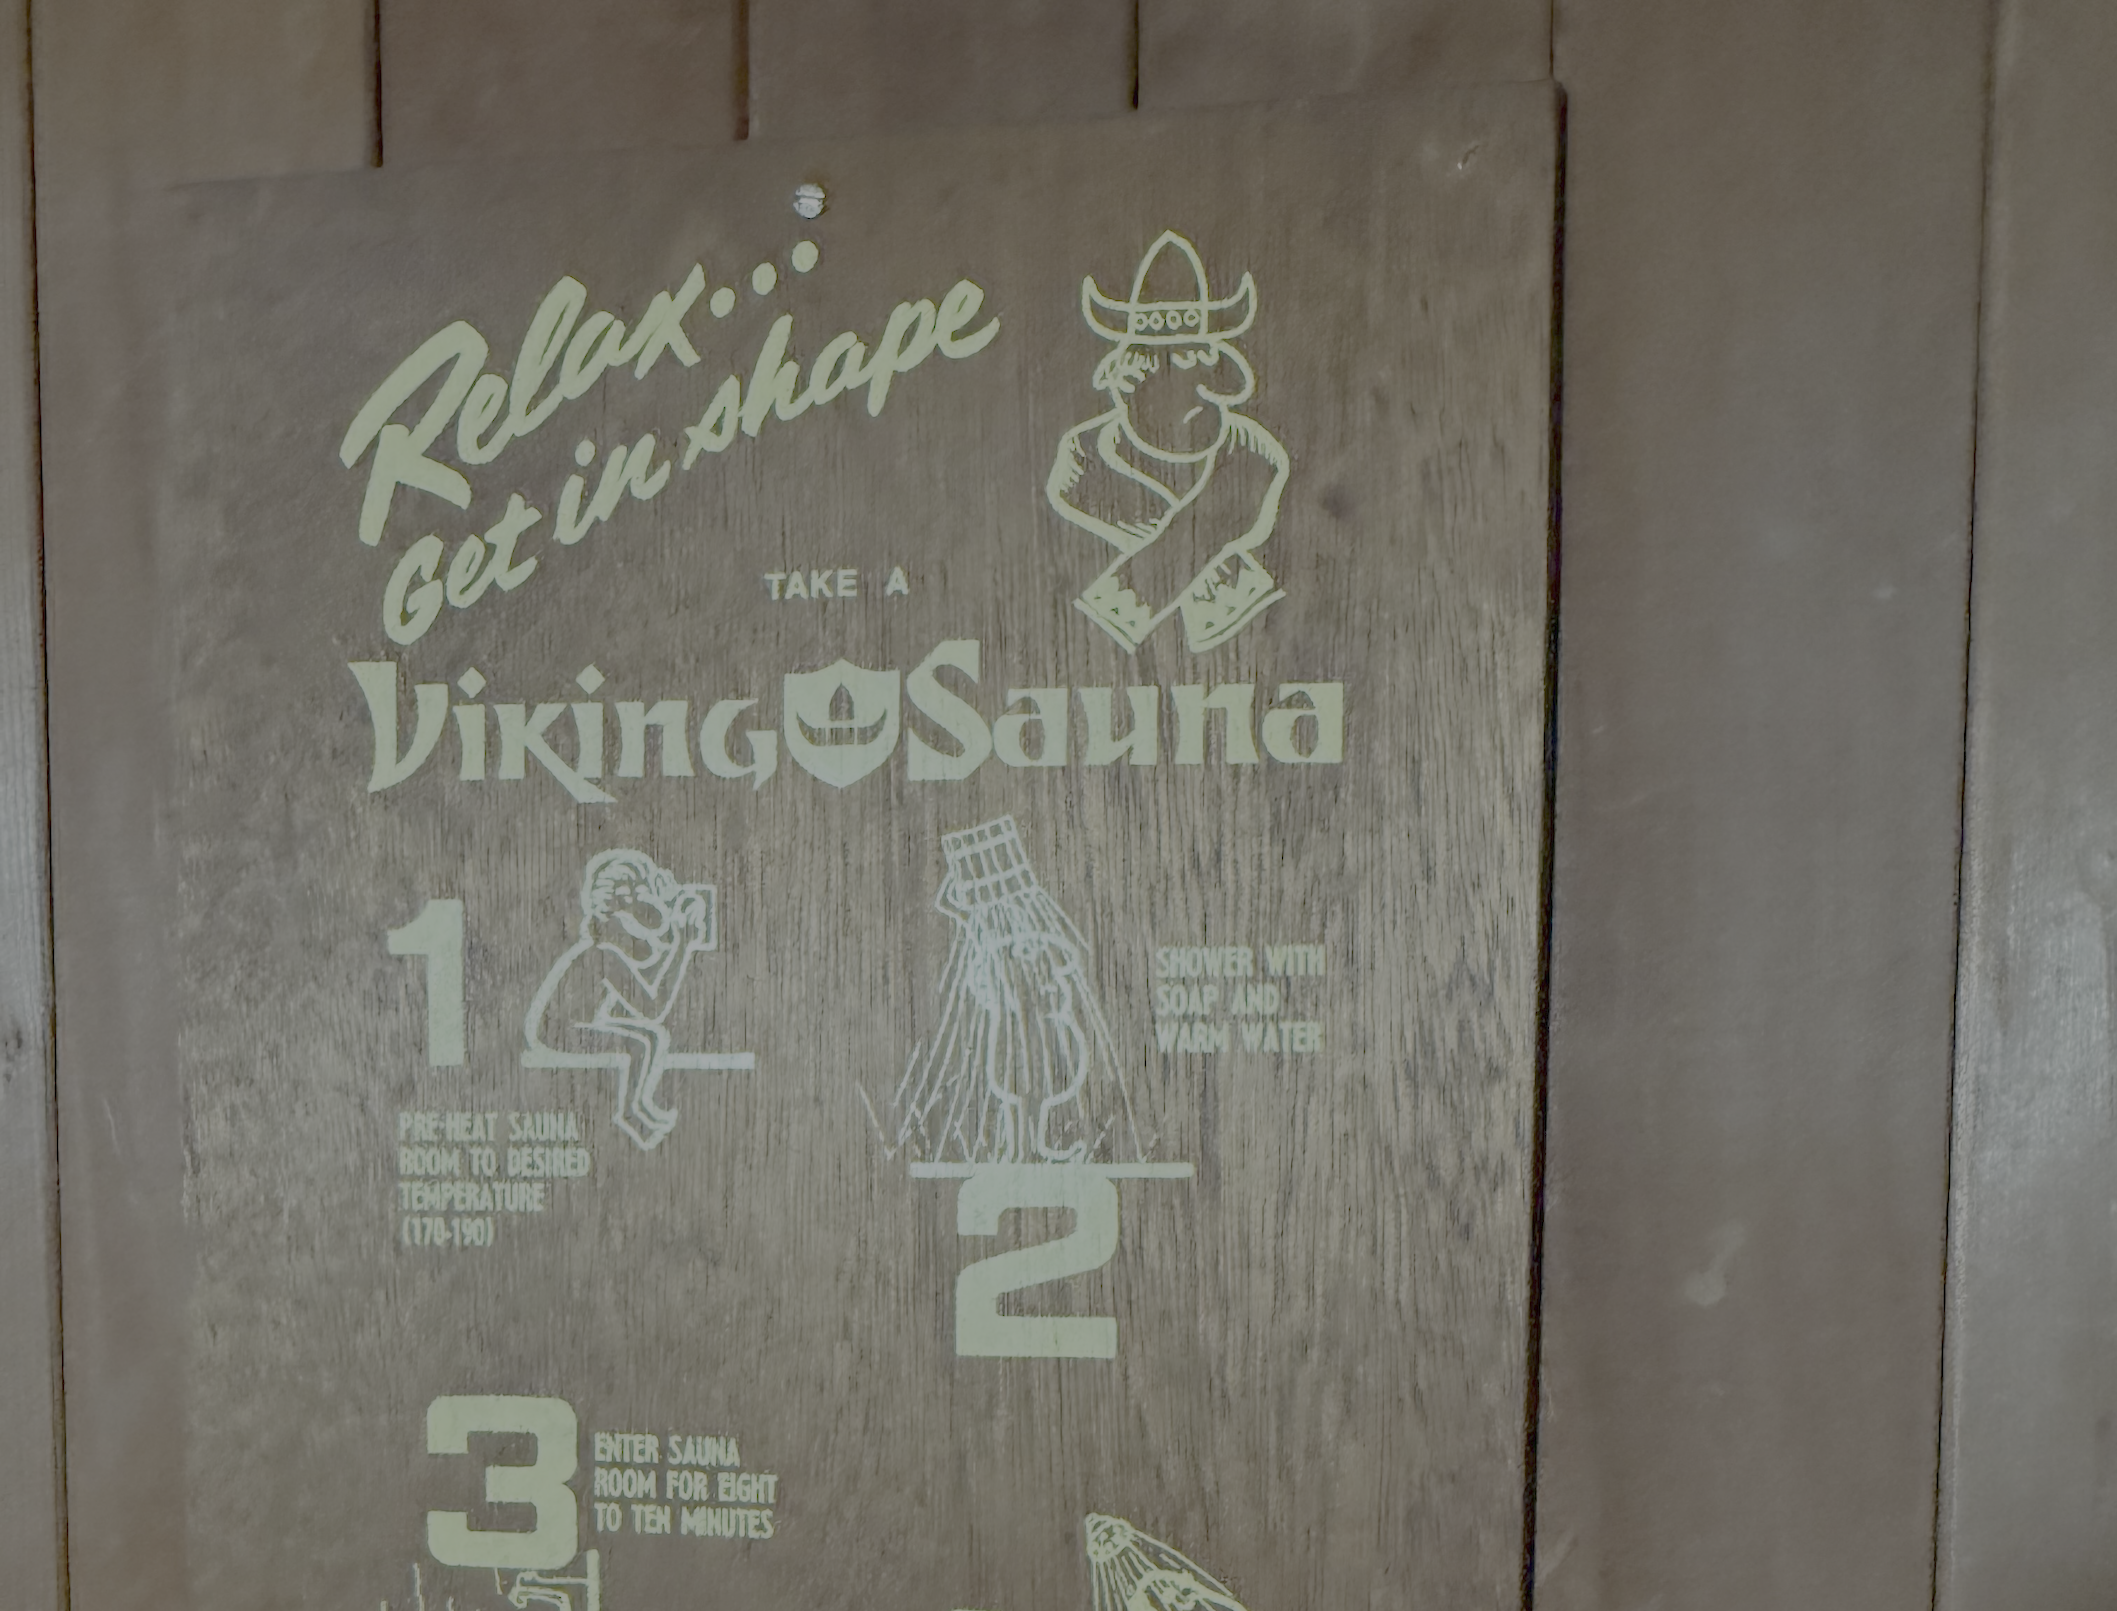 Relax...
Get in shape
TAKE A
Viking Sauna
1
PRE-HEAT SAUNA
ROOM TO DESIRED
TEMPERATURE
(170-190)
SHOWER WITH
SOAP AND
WARM WATER
2
3
ENTER SAUNA
ROOM FOR EIGHT
TO TEN MINUTES